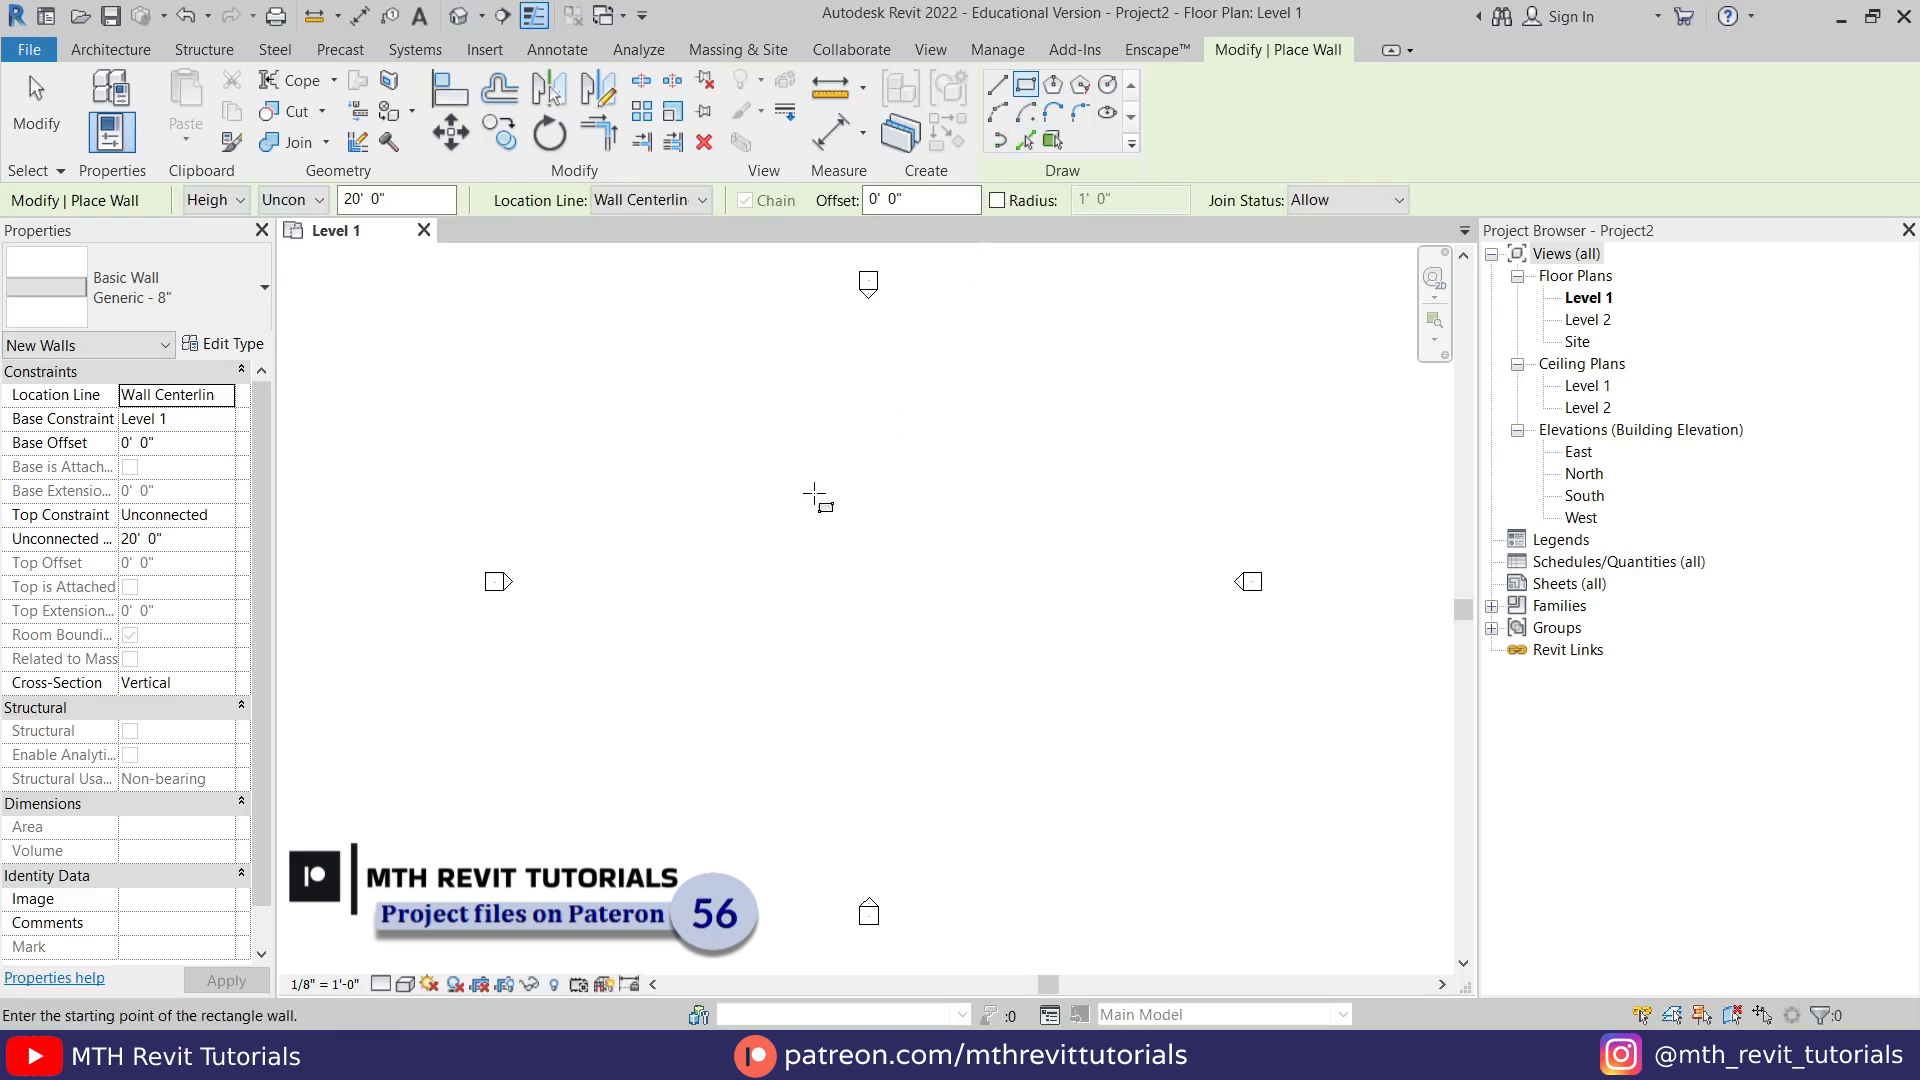 Autodesk Revit 2022 - Educational Version - Project2 - Floor Plan: Level 1
Sign In
File Architecture Structure Steel Precast Systems Insert Annotate Analyze Massing & Site Collaborate View Manage Add-Ins Enscape™ Modify | Place Wall
Modify
Paste
Cope
Cut
Join
2D
Select Properties Clipboard Geometry Modify View Measure Create Draw
Modify | Place Wall Heigh Uncon 20' 0" Location Line: Wall Centerlin Chain Offset: 0' 0" Radius: 1' 0" Join Status: Allow
Properties
Level 1
Project Browser - Project2
Basic Wall
Generic - 8"
New Walls Edit Type
Constraints
Location Line Wall Centerlin
Base Constraint Level 1
Base Offset 0' 0"
Base is Attach...
Base Extensio... 0' 0"
Top Constraint Unconnected
Unconnected ... 20' 0"
Top Offset 0' 0"
Top is Attached
Top Extension... 0' 0"
Room Boundi...
Related to Mass
Cross-Section Vertical
Structural
Structural
Enable Analyti...
Structural Usa... Non-bearing
Dimensions
Area
Volume
Identity Data
Image
Comments
Mark
Properties help Apply
Views (all)
Floor Plans
Level 1
Level 2
Site
Ceiling Plans
Level 1
Level 2
Elevations (Building Elevation)
East
North
South
West
Legends
Schedules/Quantities (all)
Sheets (all)
Families
Groups
Revit Links
MTH REVIT TUTORIALS
Project files on Pateron 56
1/8" = 1'-0"
Enter the starting point of the rectangle wall. :0 Main Model :0
MTH Revit Tutorials patreon.com/mthrevittutorials @mth_revit_tutorials